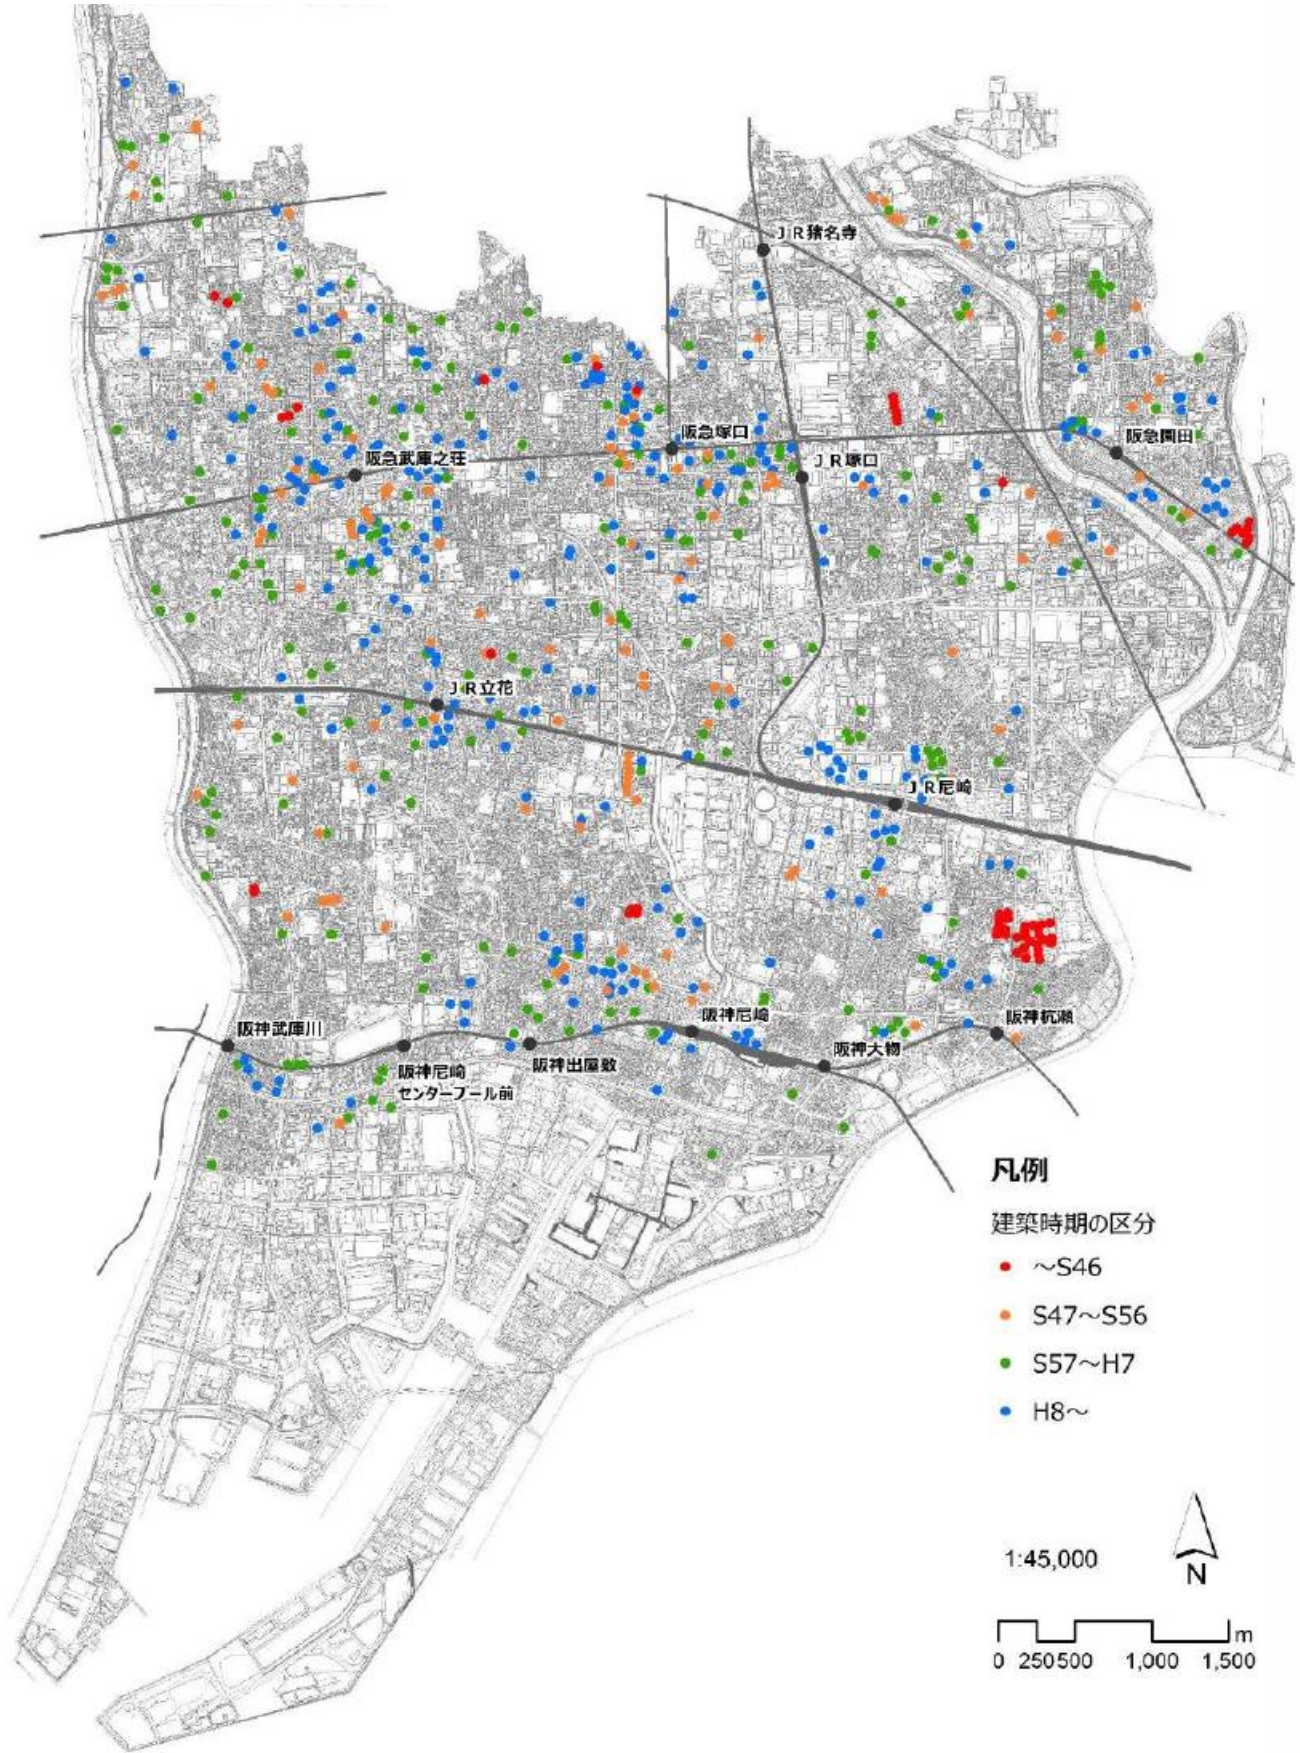 ＪＲ猪名寺
阪急塚口
阪急園田
阪急武庫之荘
ＪＲ塚口
ＪＲ立花
ＪＲ尼崎
阪神武庫川
阪神尼崎
センタープール前
阪神出屋敷
阪神尼崎
阪神大物
阪神杭瀬
凡例
建築時期の区分
～S46
S47～S56
S57～H7
H8～
1:45,000
N
m
0 250 500 1,000 1,500